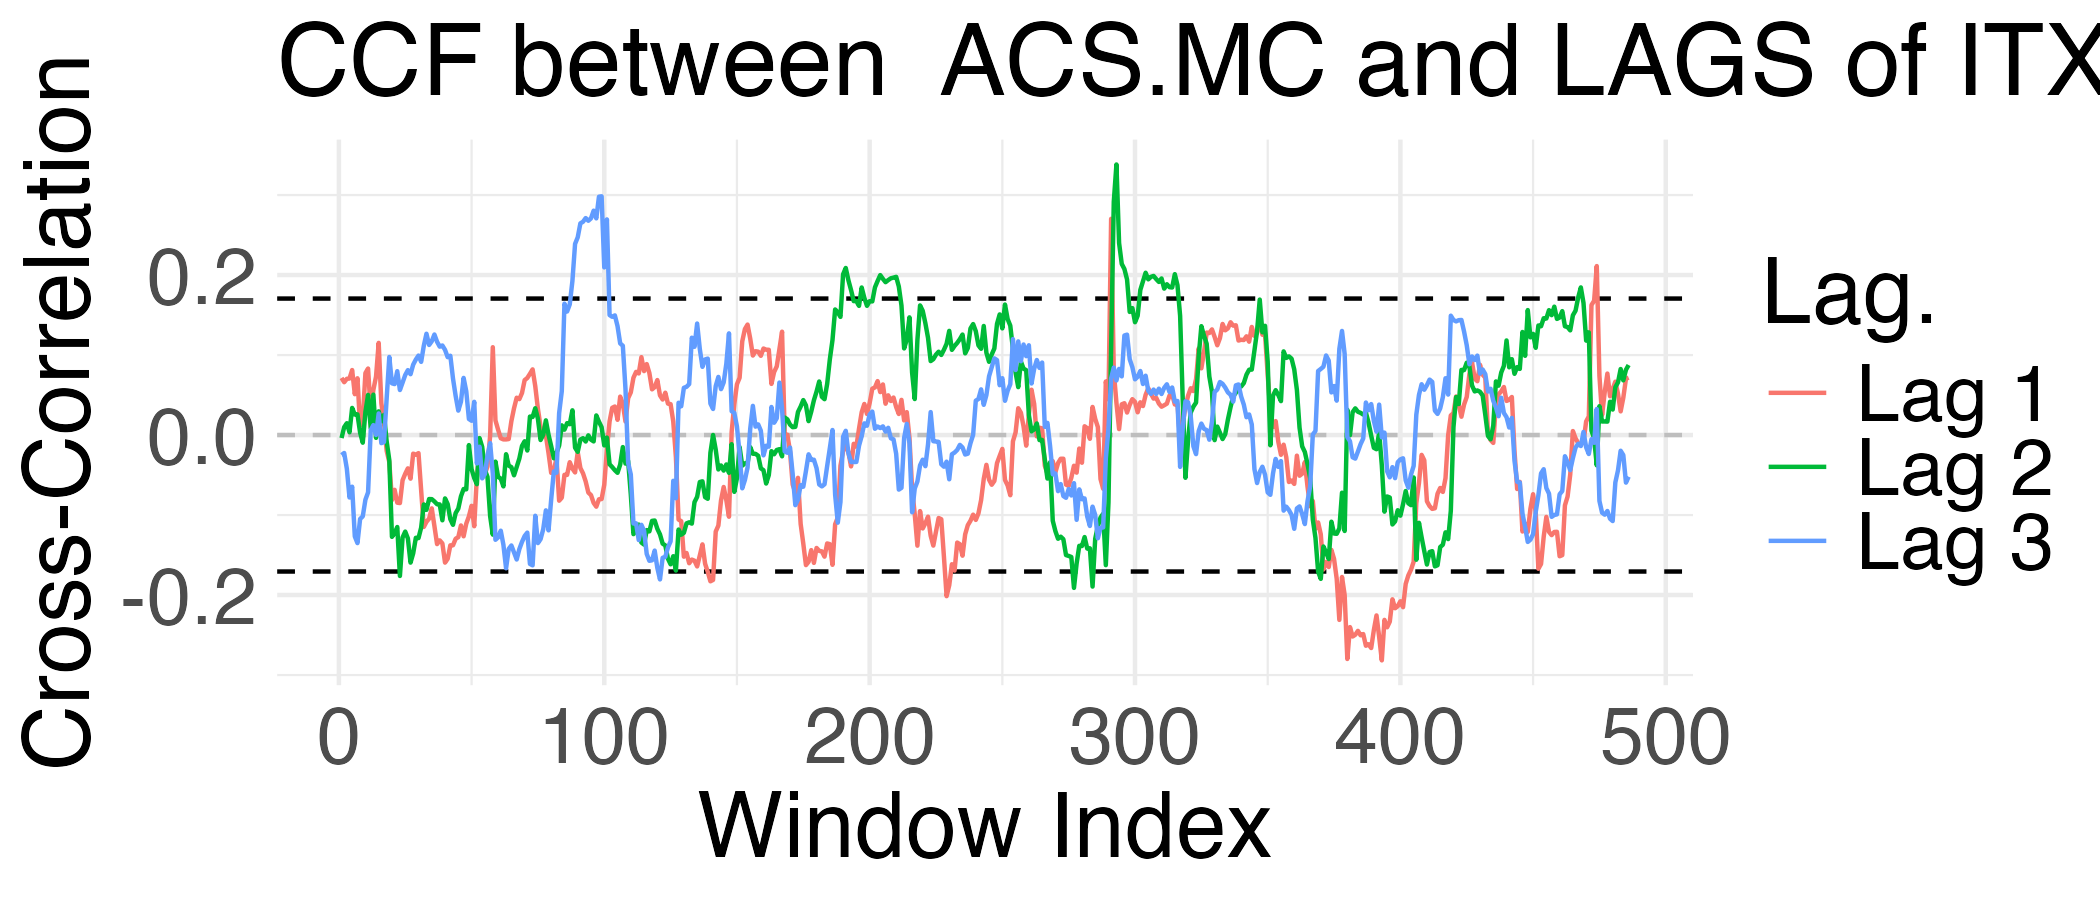 CCF between ACS.MC and LAGS of ITX
Cross-Correlation
0.2
0.0
-0.2
0 100 200 300 400 500
Window Index
Lag.
Lag 1
Lag 2
Lag 3